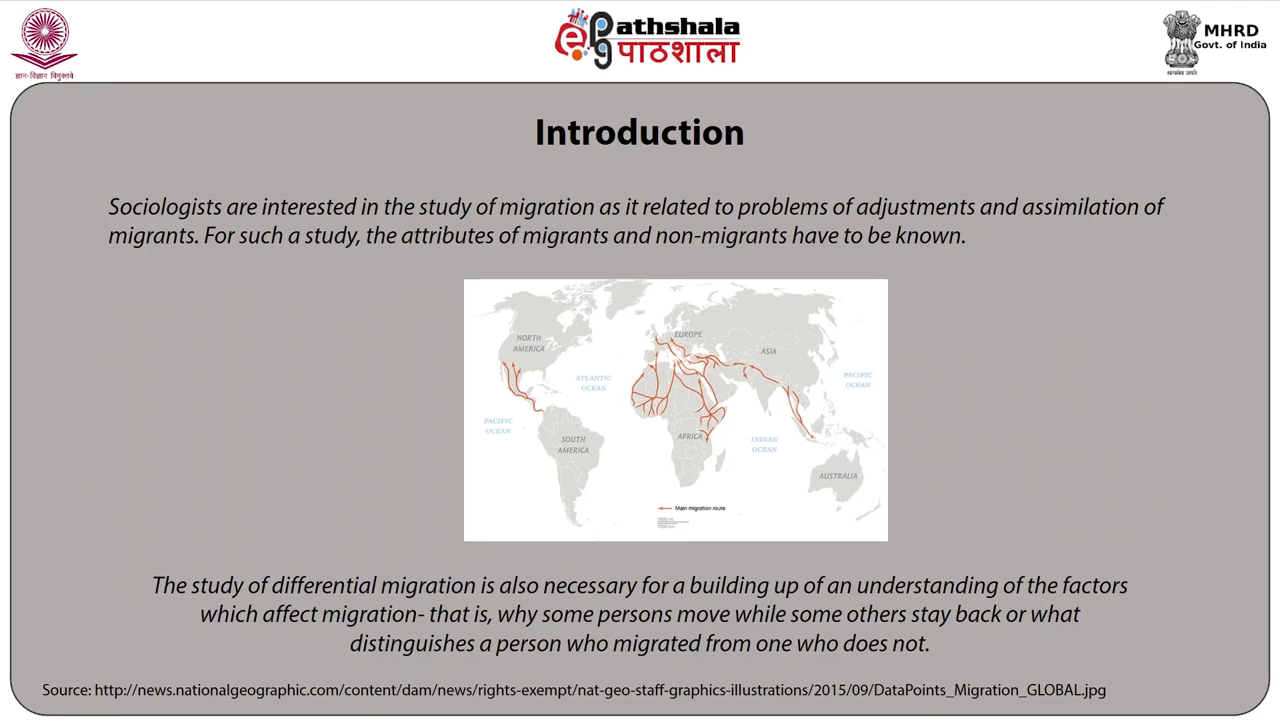 ज्ञान-विज्ञान विमुक्तये
e Pg athshala
पाठशाला
MHRD
Govt. of India
सत्यमेव जयते
Introduction
Sociologists are interested in the study of migration as it related to problems of adjustments and assimilation of
migrants. For such a study, the attributes of migrants and non-migrants have to be known.
NORTH
AMERICA
EUROPE
ASIA
ATLANTIC
OCEAN
PACIFIC
OCEAN
PACIFIC
OCEAN
SOUTH
AMERICA
AFRICA
INDIAN
OCEAN
AUSTRALIA
Main migration route
The study of differential migration is also necessary for a building up of an understanding of the factors
which affect migration- that is, why some persons move while some others stay back or what
distinguishes a person who migrated from one who does not.
Source: http://news.nationalgeographic.com/content/dam/news/rights-exempt/nat-geo-staff-graphics-illustrations/2015/09/DataPoints_Migration_GLOBAL.jpg